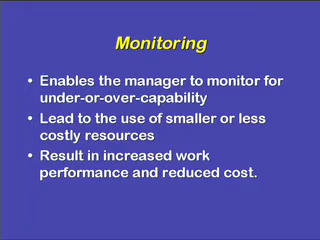 Monitoring
• Enables the manager to monitor for
under-or-over-capability
• Lead to the use of smaller or less
costly resources
• Result in increased work
performance and reduced cost.